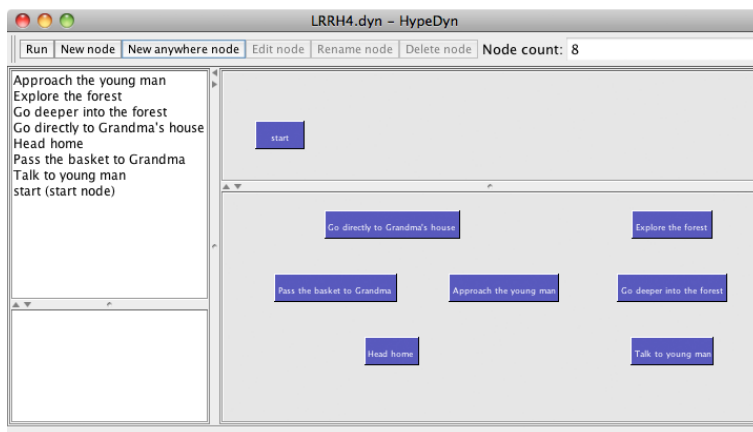 LRRH4.dyn – HypeDyn
Run New node New anywhere node Edit node Rename node Delete node Node count: 8
Approach the young man
Explore the forest
Go deeper into the forest
Go directly to Grandma's house
Head home
Pass the basket to Grandma
Talk to young man
start (start node)
start
Go directly to Grandma's house Explore the forest
Pass the basket to Grandma Approach the young man Go deeper into the forest
Head home Talk to young man